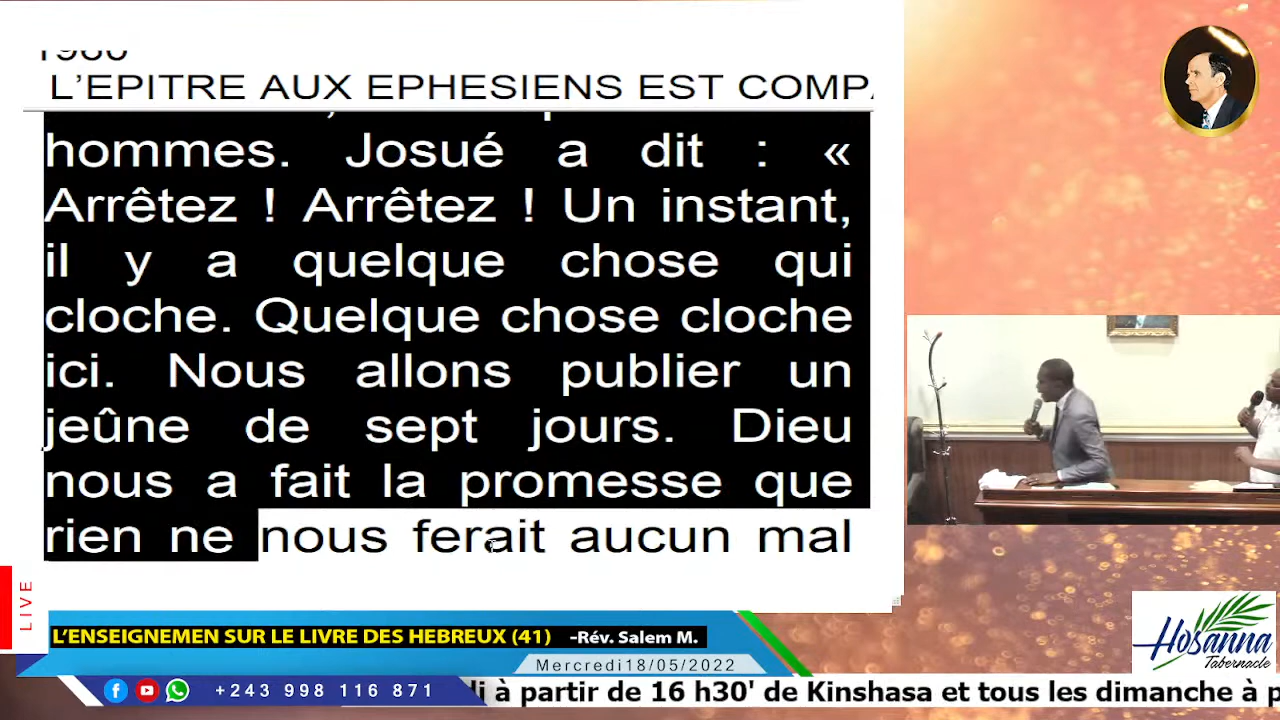 L'EPITRE AUX EPHESIENS EST COMPA
hommes. Josué a dit : «
Arrêtez ! Arrêtez ! Un instant,
il y a quelque chose qui
cloche. Quelque chose cloche
ici. Nous allons publier un
jeûne de sept jours. Dieu
nous a fait la promesse que
rien ne nous ferait aucun mal
LIVE
L'ENSEIGNEMEN SUR LE LIVRE DES HEBREUX (41) -Rév. Salem M.
Mercredi18/05/2022
+243 998 116 871
di à partir de 16 h30' de Kinshasa et tous les dimanche à p
Hosanna
Tabernacle